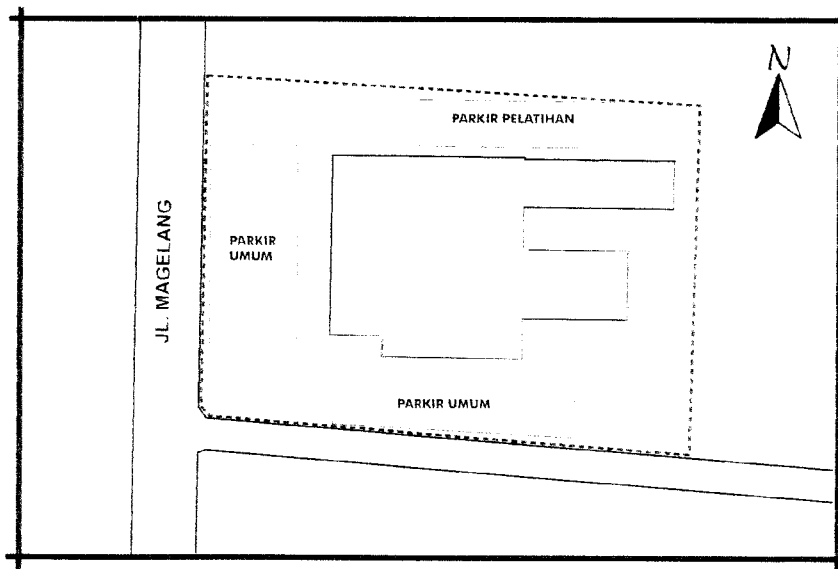 N
PARKIR PELATIHAN
JL. MAGELANG
PARKIR
UMUM
PARKIR UMUM